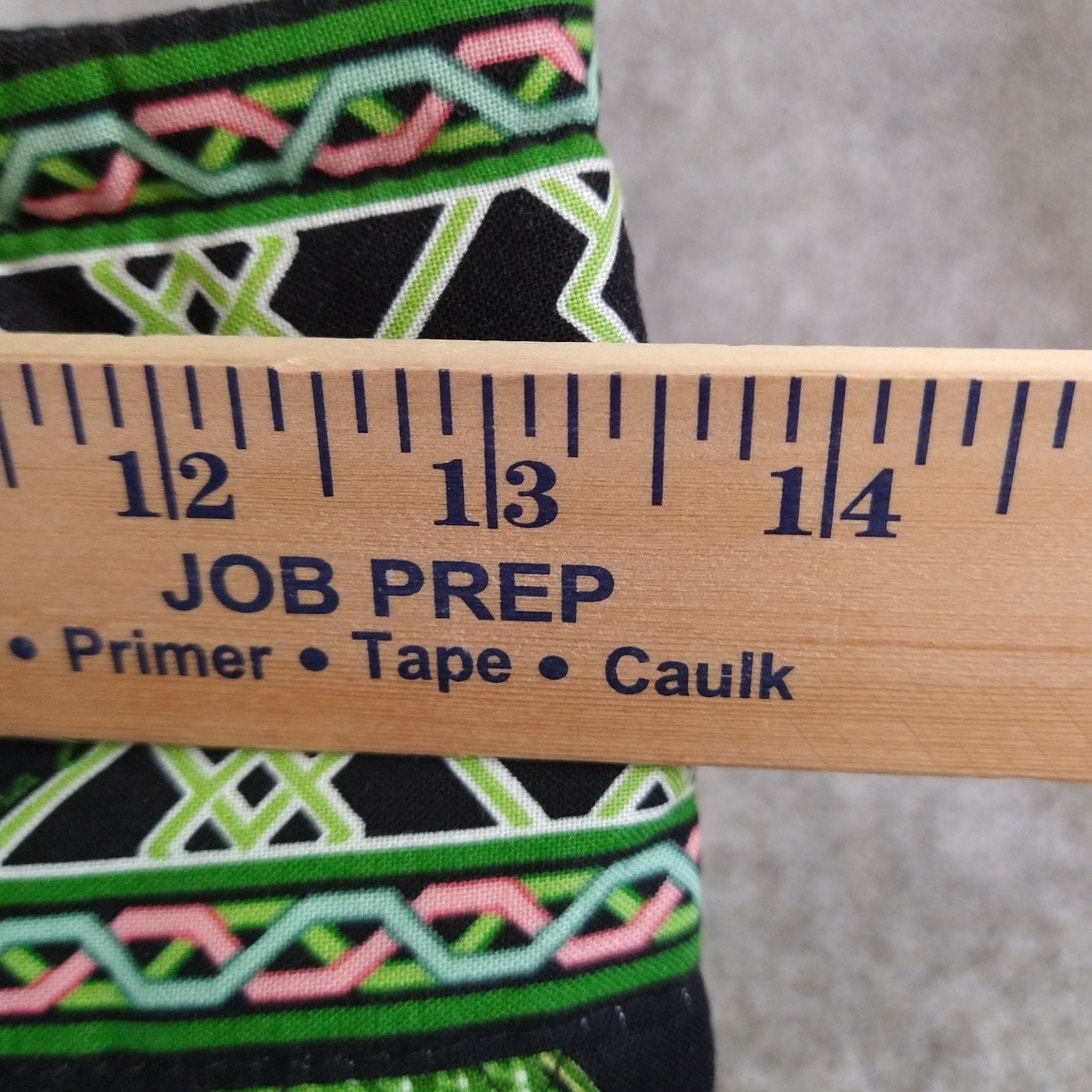 12 13 14
JOB PREP
• Primer • Tape • Caulk